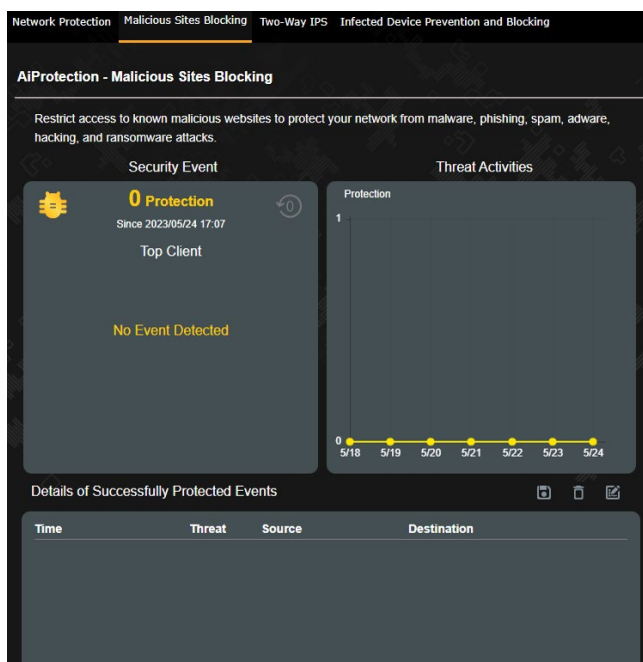 Network Protection Malicious Sites Blocking Two-Way IPS Infected Device Prevention and Blocking
AiProtection - Malicious Sites Blocking
Restrict access to known malicious websites to protect your network from malware, phishing, spam, adware,
hacking, and ransomware attacks.
Security Event
Threat Activities
0 Protection
Since 2023/05/24 17:07
0
Top Client
No Event Detected
Protection
1
0
5/18 5/19 5/20 5/21 5/22 5/23 5/24
Details of Successfully Protected Events
Time Threat Source Destination